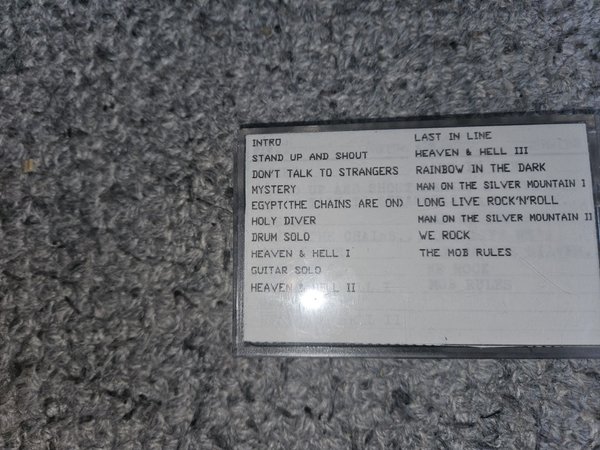 INTRO
STAND UP AND SHOUT
DON'T TALK TO STRANGERS
MYSTERY
EGYPT(THE CHAINS ARE ON)
HOLY DIVER
DRUM SOLO
HEAVEN & HELL I
GUITAR SOLO
HEAVEN & HELL II
LAST IN LINE
HEAVEN & HELL III
RAINBOW IN THE DARK
MAN ON THE SILVER MOUNTAIN I
LONG LIVE ROCK'N'ROLL
MAN ON THE SILVER MOUNTAIN II
WE ROCK
THE MOB RULES